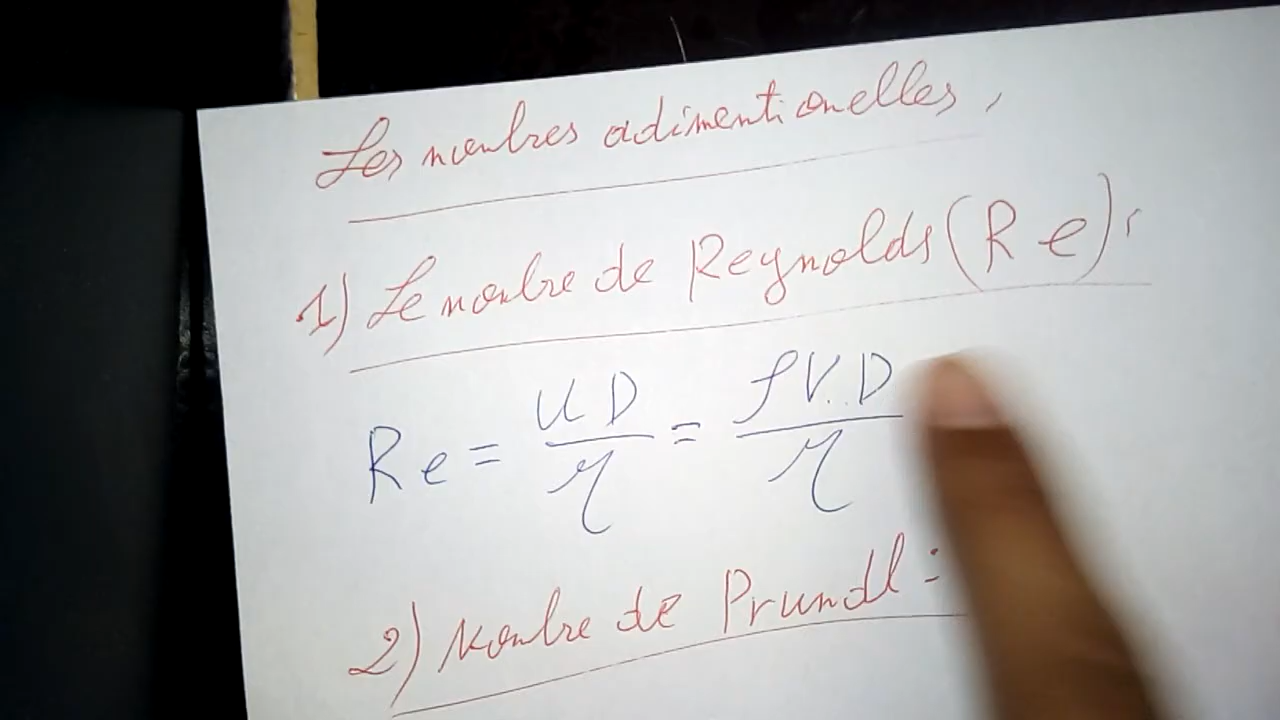 Les nombres adimentionelles,
1) Le nombre de Reynolds (Re):
Re = UD/η = ρV.D/η
2) Nombre de Prundl :